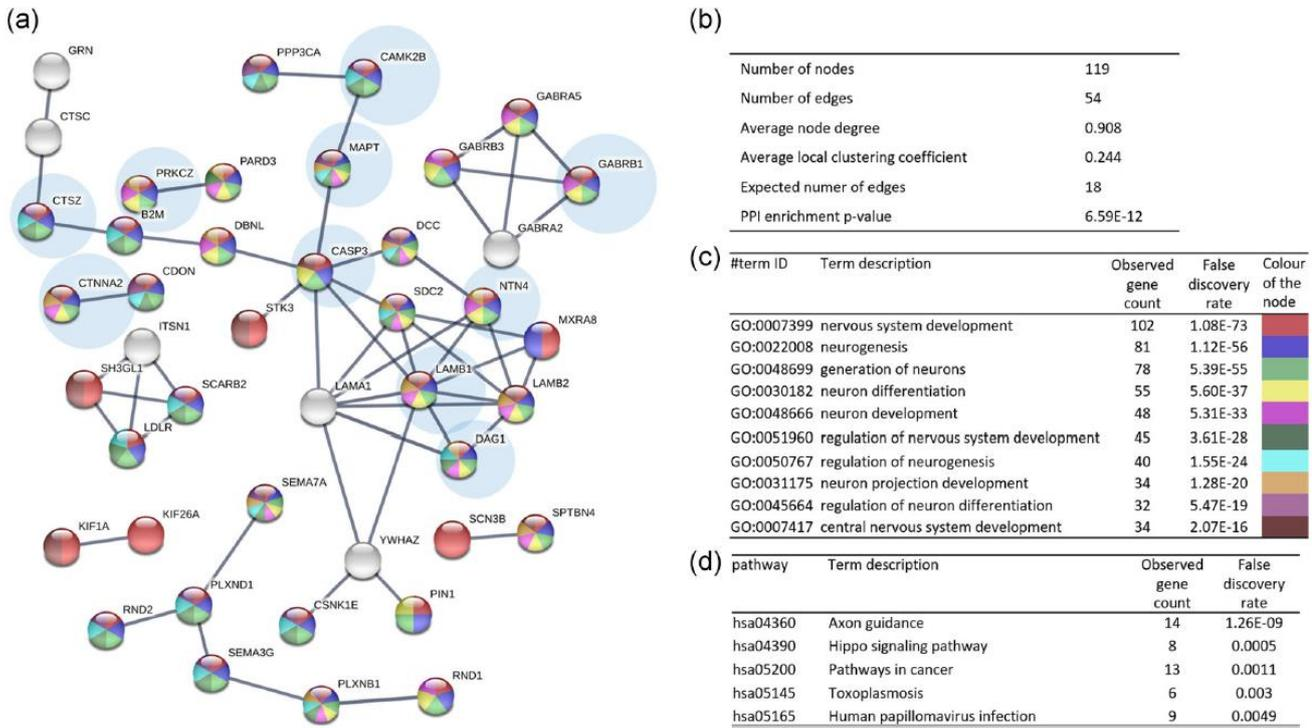 (a)
GRN
CTSC
PPP3CA
CAMK2B
GABRA5
GABRB3
GABRB1
MAPT
PARD3
PRKCZ
CTSZ
B2M
DBNL
GABRA2
DCC
CASP3
CTNNA2
CDON
SDC2
NTN4
STK3
MXRA8
ITSN1
SH3GL1
SCARB2
LAMA1
LAMB1
LAMB2
LDLR
DAG1
SEMA7A
KIF1A
KIF26A
SCN3B
SPTBN4
YWHAZ
PLXND1
RND2
CSNK1E
PIN1
SEMA3G
PLXNB1
RND1
(b)
Number of nodes 119
Number of edges 54
Average node degree 0.908
Average local clustering coefficient 0.244
Expected numer of edges 18
PPI enrichment p-value 6.59E-12
(c)
#term ID Term description Observed gene count False discovery rate Colour of the node
GO:0007399 nervous system development 102 1.08E-73
GO:0022008 neurogenesis 81 1.12E-56
GO:0048699 generation of neurons 78 5.39E-55
GO:0030182 neuron differentiation 55 5.60E-37
GO:0048666 neuron development 48 5.31E-33
GO:0051960 regulation of nervous system development 45 3.61E-28
GO:0050767 regulation of neurogenesis 40 1.55E-24
GO:0031175 neuron projection development 34 1.28E-20
GO:0045664 regulation of neuron differentiation 32 5.47E-19
GO:0007417 central nervous system development 34 2.07E-16
(d)
pathway Term description Observed gene count False discovery rate
hsa04360 Axon guidance 14 1.26E-09
hsa04390 Hippo signaling pathway 8 0.0005
hsa05200 Pathways in cancer 13 0.0011
hsa05145 Toxoplasmosis 6 0.003
hsa05165 Human papillomavirus infection 9 0.0049